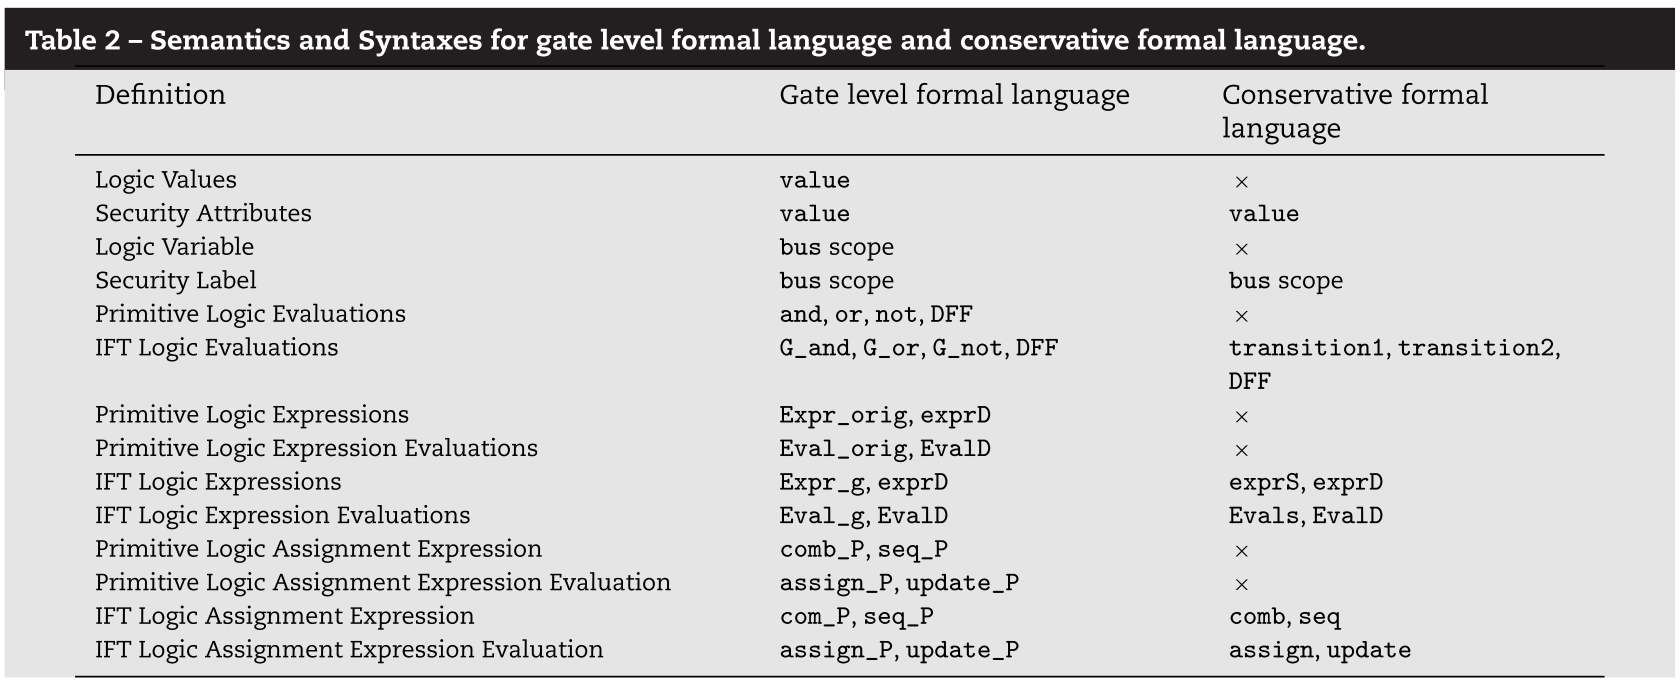 Table 2 – Semantics and Syntaxes for gate level formal language and conservative formal language.
Definition Gate level formal language Conservative formal
language
Logic Values value ×
Security Attributes value value
Logic Variable bus scope ×
Security Label bus scope bus scope
Primitive Logic Evaluations and, or, not, DFF ×
IFT Logic Evaluations G_and, G_or, G_not, DFF transition1, transition2,
DFF
Primitive Logic Expressions Expr_orig, exprD ×
Primitive Logic Expression Evaluations Eval_orig, EvalD ×
IFT Logic Expressions Expr_g, exprD exprS, exprD
IFT Logic Expression Evaluations Eval_g, EvalD Evals, EvalD
Primitive Logic Assignment Expression comb_P, seq_P ×
Primitive Logic Assignment Expression Evaluation assign_P, update_P ×
IFT Logic Assignment Expression com_P, seq_P comb, seq
IFT Logic Assignment Expression Evaluation assign_P, update_P assign, update